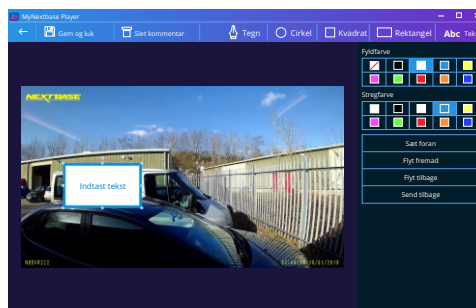 MyNextbase Player
Gem og luk
Slet kommentar
Tegn
Cirkel
Kvadrat
Rektangel
Abc Tek
Fyldfarve
Stregfarve
Sæt foran
Flyt fremad
Flyt tilbage
Send tilbage
NEXTBASE
Indtast tekst